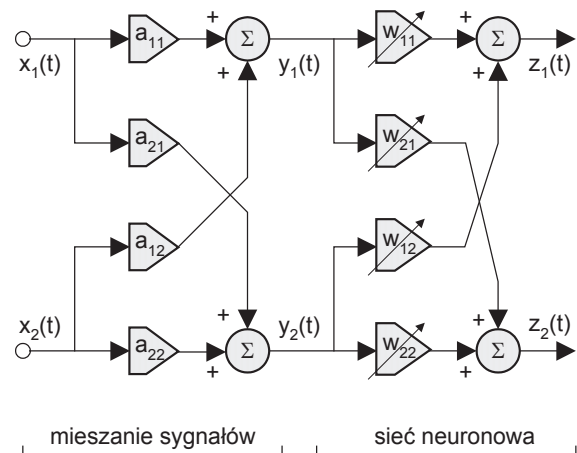 a11 + Σ w11 + Σ
x1(t) + y1(t) + z1(t)
a21 w21
a12 w12
x2(t) + y2(t) + z2(t)
a22 + Σ w22 + Σ
mieszanie sygnałów sieć neuronowa